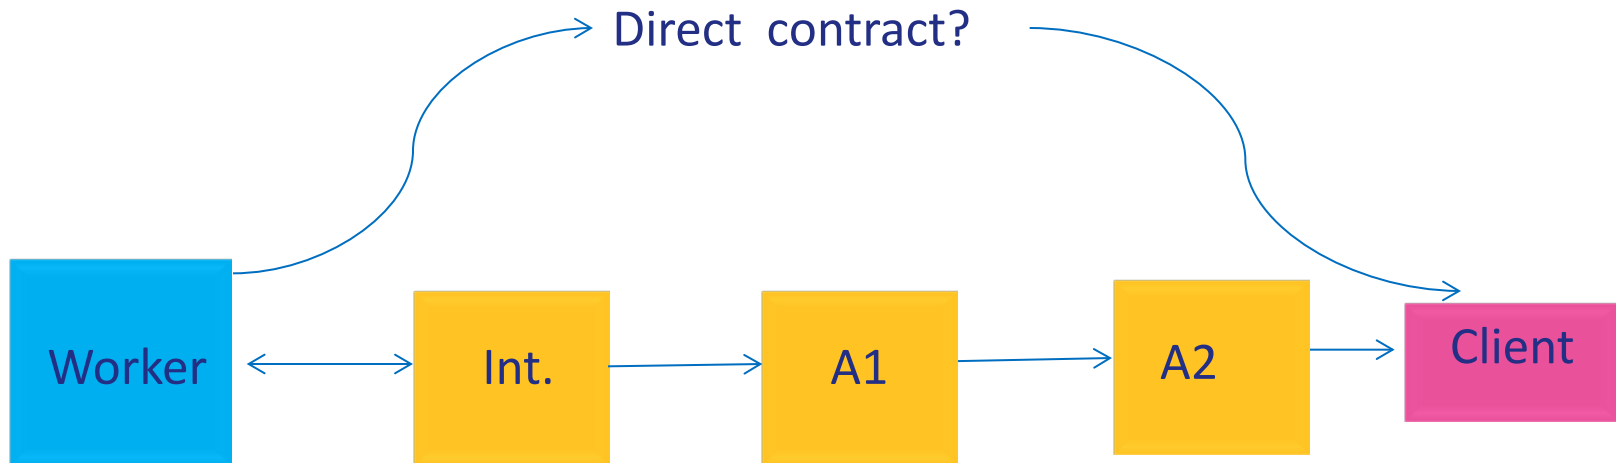 Direct contract?
Worker
Int.
A1
A2
Client